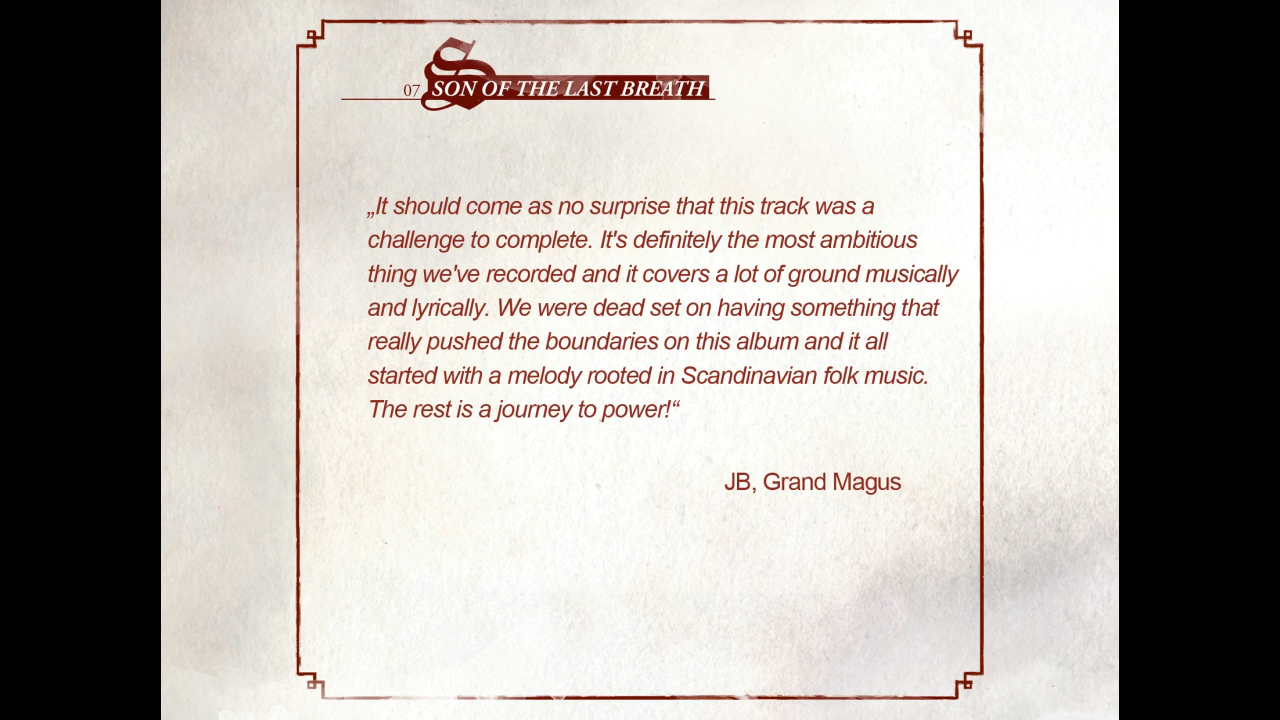 07 SON OF THE LAST BREATH
„It should come as no surprise that this track was a
challenge to complete. It's definitely the most ambitious
thing we've recorded and it covers a lot of ground musically
and lyrically. We were dead set on having something that
really pushed the boundaries on this album and it all
started with a melody rooted in Scandinavian folk music.
The rest is a journey to power!“
JB, Grand Magus